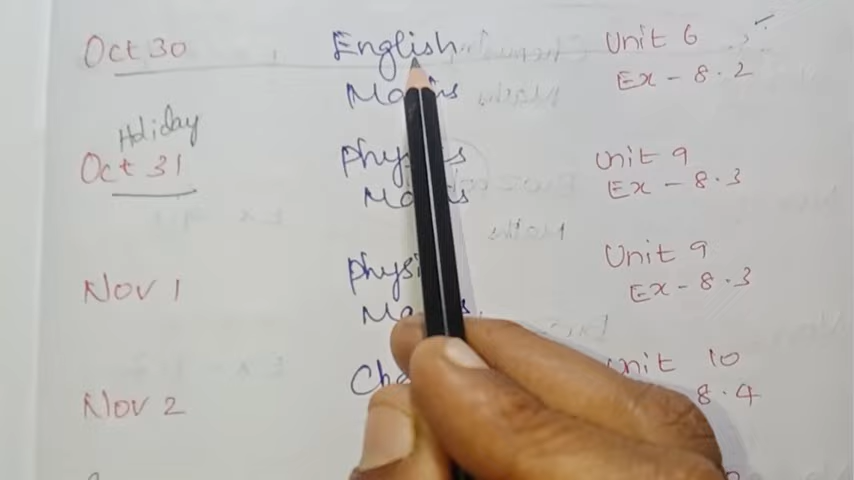 Oct 30 English Unit 6
Maths Ex - 8.2
Holiday
Oct 31 Physics Unit 9
Maths Ex - 8.3
Nov 1 Physics Unit 9
Maths Ex - 8.3
Nov 2 Unit 10
8.4